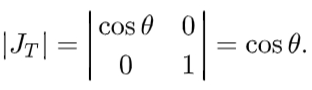 |J_T| = \begin{vmatrix} \cos\theta & 0 \\ 0 & 1 \end{vmatrix} = \cos\theta.